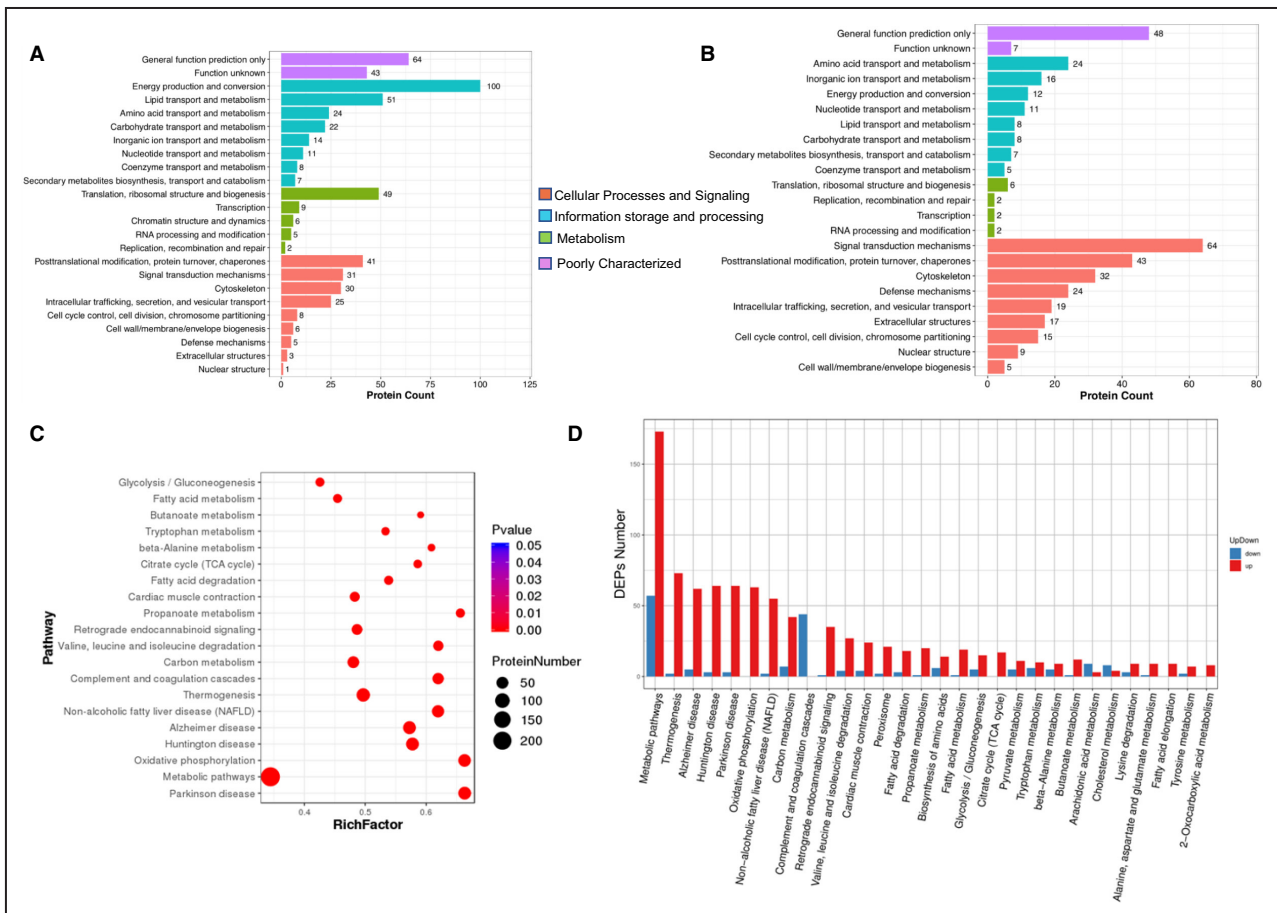 A
General function prediction only 64
Function unknown 43
Energy production and conversion 100
Lipid transport and metabolism 51
Amino acid transport and metabolism 24
Carbohydrate transport and metabolism 22
Inorganic ion transport and metabolism 14
Nucleotide transport and metabolism 11
Coenzyme transport and metabolism 8
Secondary metabolites biosynthesis, transport and catabolism 7
Translation, ribosomal structure and biogenesis 49
Transcription 9
Chromatin structure and dynamics 6
RNA processing and modification 5
Replication, recombination and repair 2
Posttranslational modification, protein turnover, chaperones 41
Signal transduction mechanisms 31
Cytoskeleton 30
Intracellular trafficking, secretion, and vesicular transport 25
Cell cycle control, cell division, chromosome partitioning 8
Cell wall/membrane/envelope biogenesis 6
Defense mechanisms 5
Extracellular structures 3
Nuclear structure 1
0 25 50 75 100 125
Protein Count
Cellular Processes and Signaling
Information storage and processing
Metabolism
Poorly Characterized
B
General function prediction only 48
Function unknown 7
Amino acid transport and metabolism 24
Inorganic ion transport and metabolism 16
Energy production and conversion 12
Nucleotide transport and metabolism 11
Lipid transport and metabolism 8
Carbohydrate transport and metabolism 8
Secondary metabolites biosynthesis, transport and catabolism 7
Coenzyme transport and metabolism 5
Translation, ribosomal structure and biogenesis 6
Replication, recombination and repair 2
Transcription 2
RNA processing and modification 2
Signal transduction mechanisms 64
Posttranslational modification, protein turnover, chaperones 43
Cytoskeleton 32
Defense mechanisms 24
Intracellular trafficking, secretion, and vesicular transport 19
Extracellular structures 17
Cell cycle control, cell division, chromosome partitioning 15
Nuclear structure 9
Cell wall/membrane/envelope biogenesis 5
0 20 40 60 80
Protein Count
C
Pathway
Glycolysis / Gluconeogenesis
Fatty acid metabolism
Butanoate metabolism
Tryptophan metabolism
beta-Alanine metabolism
Citrate cycle (TCA cycle)
Fatty acid degradation
Cardiac muscle contraction
Propanoate metabolism
Retrograde endocannabinoid signaling
Valine, leucine and isoleucine degradation
Carbon metabolism
Complement and coagulation cascades
Thermogenesis
Non-alcoholic fatty liver disease (NAFLD)
Alzheimer disease
Huntington disease
Oxidative phosphorylation
Metabolic pathways
Parkinson disease
0.4 0.5 0.6
RichFactor
Pvalue
0.05
0.04
0.03
0.02
0.01
0.00
ProteinNumber
50
100
150
200
D
DEPs Number
150
100
50
0
Metabolic pathways
Thermogenesis
Alzheimer disease
Huntington disease
Parkinson disease
Oxidative phosphorylation
Non-alcoholic fatty liver disease (NAFLD)
Carbon metabolism
Complement and coagulation cascades
Retrograde endocannabinoid signaling
Valine, leucine and isoleucine degradation
Cardiac muscle contraction
Peroxisome
Fatty acid degradation
Propanoate metabolism
Biosynthesis of amino acids
Fatty acid metabolism
Glycolysis / Gluconeogenesis
Citrate cycle (TCA cycle)
Pyruvate metabolism
Tryptophan metabolism
beta-Alanine metabolism
Butanoate metabolism
Arachidonic acid metabolism
Cholesterol metabolism
Lysine degradation
Alanine, aspartate and glutamate metabolism
Fatty acid elongation
Tyrosine metabolism
2-Oxocarboxylic acid metabolism
UpDown
down
up